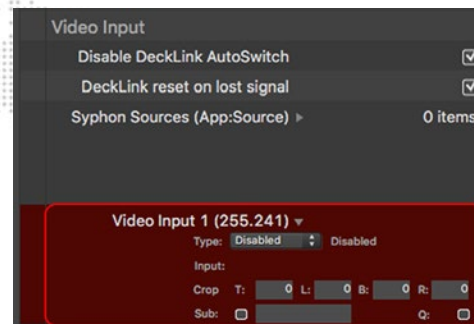 Video Input
Disable DeckLink AutoSwitch
DeckLink reset on lost signal
Syphon Sources (App:Source) 0 items
Video Input 1 (255.241)
Type: Disabled Disabled
Input:
Crop T: 0 L: 0 B: 0 R: 0
Sub: Q: